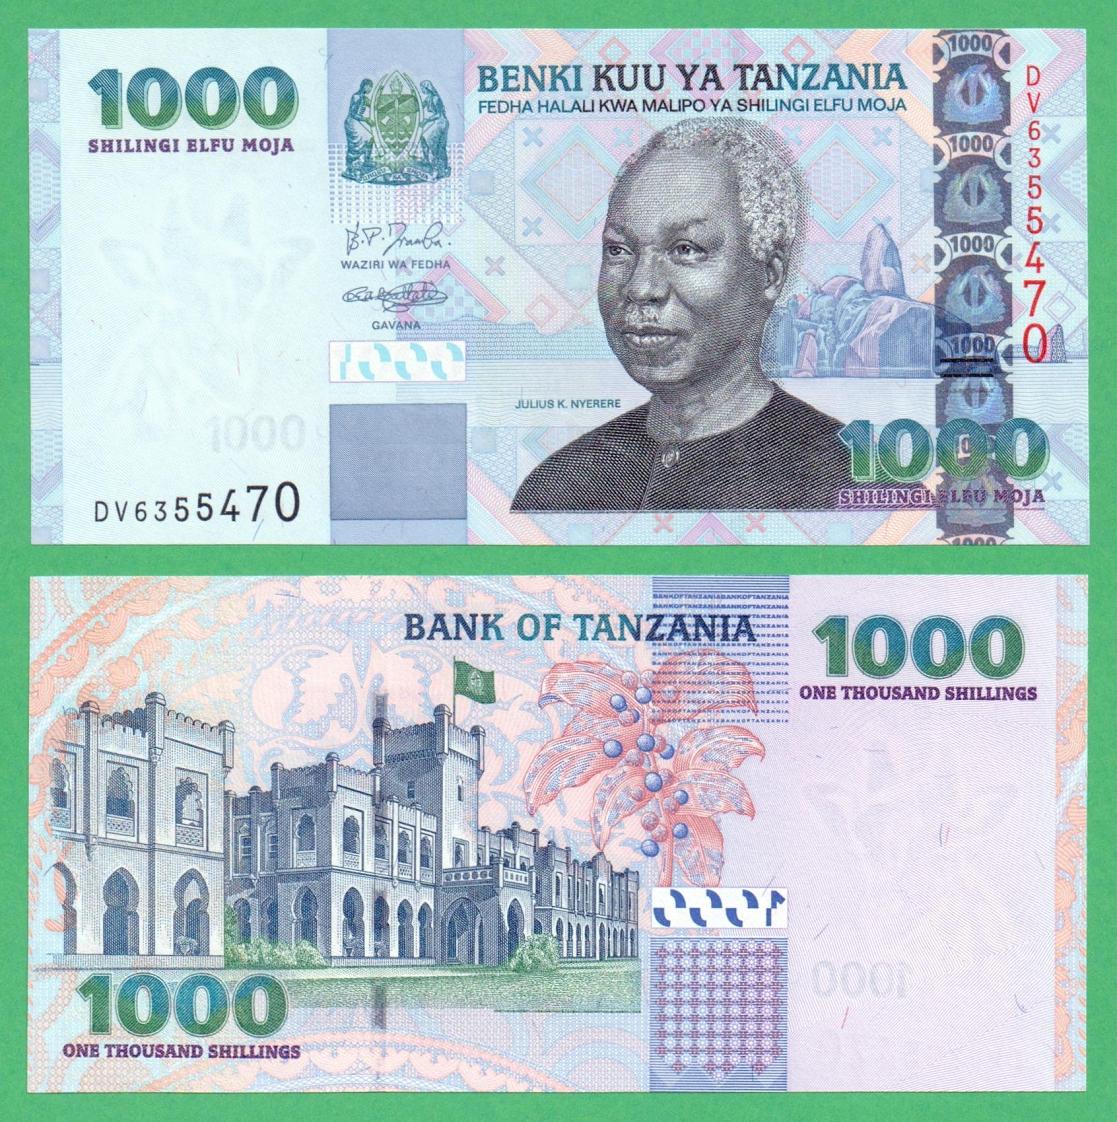 1000
SHILINGI ELFU MOJA
BENKI KUU YA TANZANIA
FEDHA HALALI KWA MALIPO YA SHILINGI ELFU MOJA
WAZIRI WA FEDHA
GAVANA
JULIUS K. NYERERE
1000
DV6355470
1000
1000
1000
1000
DV6355470
1000
SHILINGI ELFU MOJA
BANK OF TANZANIA
BANKOFTANZANIABANKOFTANZANIA
1000
ONE THOUSAND SHILLINGS
1000
1000
ONE THOUSAND SHILLINGS